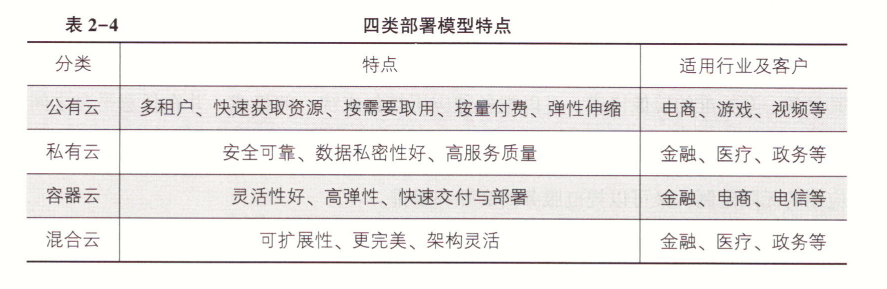 表 2-4 四类部署模型特点
分类 特点 适用行业及客户
公有云 多租户、快速获取资源、按需要取用、按量付费、弹性伸缩 电商、游戏、视频等
私有云 安全可靠、数据私密性好、高服务质量 金融、医疗、政务等
容器云 灵活性好、高弹性、快速交付与部署 金融、电商、电信等
混合云 可扩展性、更完美、架构灵活 金融、医疗、政务等